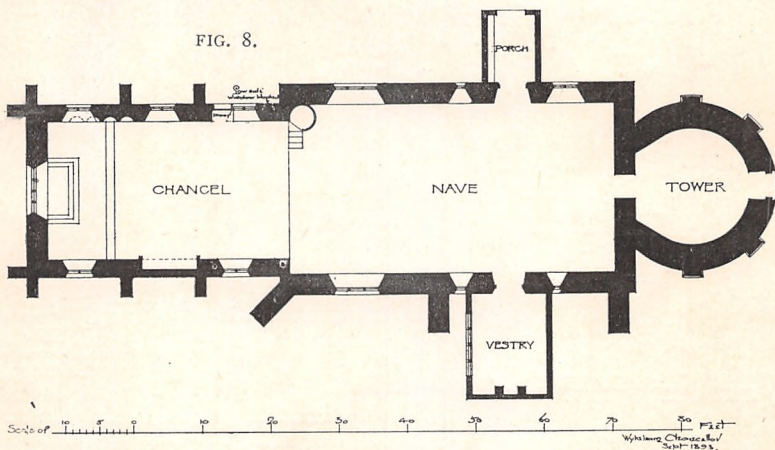 FIG. 8.
PORCH
CHANCEL
NAVE
TOWER
VESTRY
Scale of 10 5 0 10 20 30 40 50 60 70 80 Feet
Wykeham Chancellor
Sept 1893.